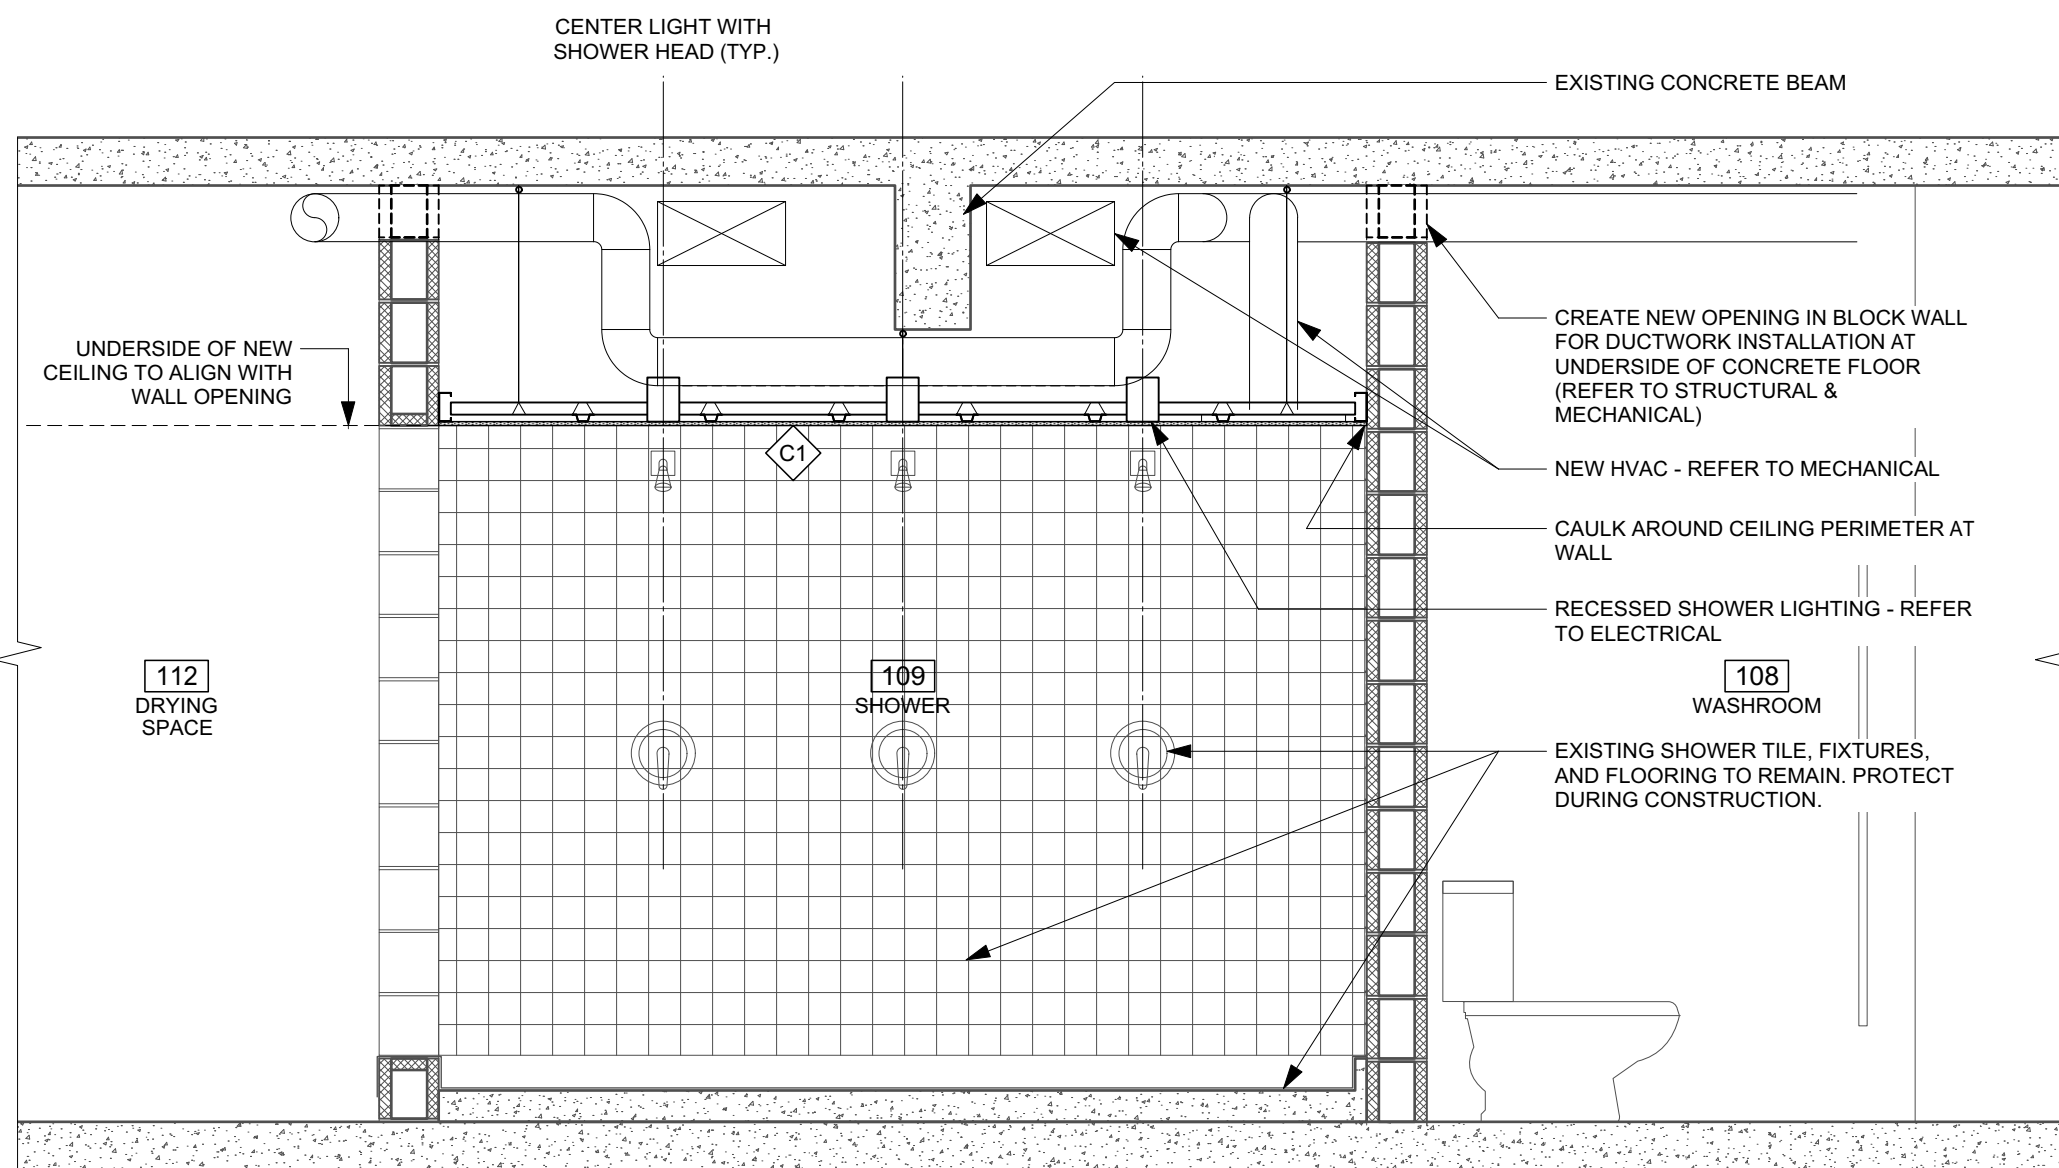 CENTER LIGHT WITH
SHOWER HEAD (TYP.)
EXISTING CONCRETE BEAM
UNDERSIDE OF NEW
CEILING TO ALIGN WITH
WALL OPENING
CREATE NEW OPENING IN BLOCK WALL
FOR DUCTWORK INSTALLATION AT
UNDERSIDE OF CONCRETE FLOOR
(REFER TO STRUCTURAL &
MECHANICAL)
C1
NEW HVAC - REFER TO MECHANICAL
CAULK AROUND CEILING PERIMETER AT
WALL
RECESSED SHOWER LIGHTING - REFER
TO ELECTRICAL
112
DRYING
SPACE
109
SHOWER
108
WASHROOM
EXISTING SHOWER TILE, FIXTURES,
AND FLOORING TO REMAIN. PROTECT
DURING CONSTRUCTION.